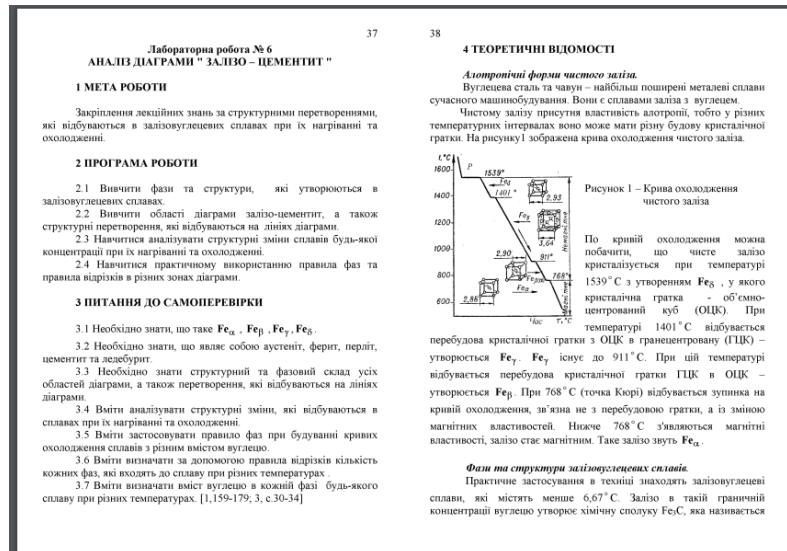 37
Лабораторна робота № 6
АНАЛІЗ ДІАГРАМИ " ЗАЛІЗО – ЦЕМЕНТИТ "
1 МЕТА РОБОТИ
Закріплення лекційних знань за структурними перетвореннями,
які відбуваються в залізовуглецевих сплавах при їх нагріванні та
охолодженні.
2 ПРОГРАМА РОБОТИ
2.1 Вивчити фази та структури, які утворюються в
залізовуглецевих сплавах.
2.2 Вивчити області діаграми залізо-цементит, а також
структурні перетворення, які відбуваються на лініях діаграми.
2.3 Навчитися аналізувати структурні зміни сплавів будь-якої
концентрації при їх нагріванні та охолодженні.
2.4 Навчитися практичному використанню правила фаз та
правила відрізків в різних зонах діаграми.
3 ПИТАННЯ ДО САМОПЕРЕВІРКИ
3.1 Необхідно знати, що таке Feα , Feβ , Feγ , Feδ .
3.2 Необхідно знати, що являє собою аустеніт, ферит, перліт,
цементит та ледебурит.
3.3 Необхідно знати структурний та фазовий склад усіх
областей діаграми, а також перетворення, які відбуваються на лініях
діаграми.
3.4 Вміти аналізувати структурні зміни, які відбуваються в
сплавах при їх нагріванні та охолодженні.
3.5 Вміти застосовувати правило фаз при будуванні кривих
охолодження сплавів з різним вмістом вуглецю.
3.6 Вміти визначати за допомогою правила відрізків кількість
кожних фаз, які входять до сплаву при різних температурах .
3.7 Вміти визначати вміст вуглецю в кожній фазі будь-якого
сплаву при різних температурах. [1,159-179; 3, с.30-34]
38
4 ТЕОРЕТИЧНІ ВІДОМОСТІ
Алотропічні форми чистого заліза.
Вуглецева сталь та чавун – найбільш поширені металеві сплави
сучасного машинобудування. Вони є сплавами заліза з вуглецем.
Чистому залізу присутня властивість алотропії, тобто у різних
температурних інтервалах воно може мати різну будову кристалічної
гратки. На рисунку1 зображена крива охолодження чистого заліза.
t,°C
1600
1400
1200
1000
800
600
P
1539°
Feδ
1401°
2,93
Feγ
3,64
2,90
911°
768°
Feα
2,86
Немагнітне
Час τ,°C
Рисунок 1 – Крива охолодження
чистого заліза
По кривій охолодження можна
побачити, що чисте залізо
кристалізується при температурі
1539°С з утворенням Feδ , у якого
кристалічна гратка - об’ємно-
центрований куб (ОЦК). При
температурі 1401°С відбувається
перебудова кристалічної гратки з ОЦК в гранецентровану (ГЦК) –
утворюється Feγ . Feγ існує до 911°С. При цій температурі
відбувається перебудова кристалічної гратки ГЦК в ОЦК –
утворюється Feβ . При 768°С (точка Кюрі) відбувається зупинка на
кривій охолодження, зв’язна не з перебудовою гратки, а із зміною
магнітних властивостей. Нижче 768°С з'являються магнітні
властивості, залізо стає магнітним. Таке залізо звуть Feα .
Фази та структури залізовуглецевих сплавів.
Практичне застосування в техніці знаходять залізовуглецеві
сплави, які містять менше 6,67°С. Залізо в такій граничній
концентрації вуглецю утворює хімічну сполуку Fe₃C, яка називається